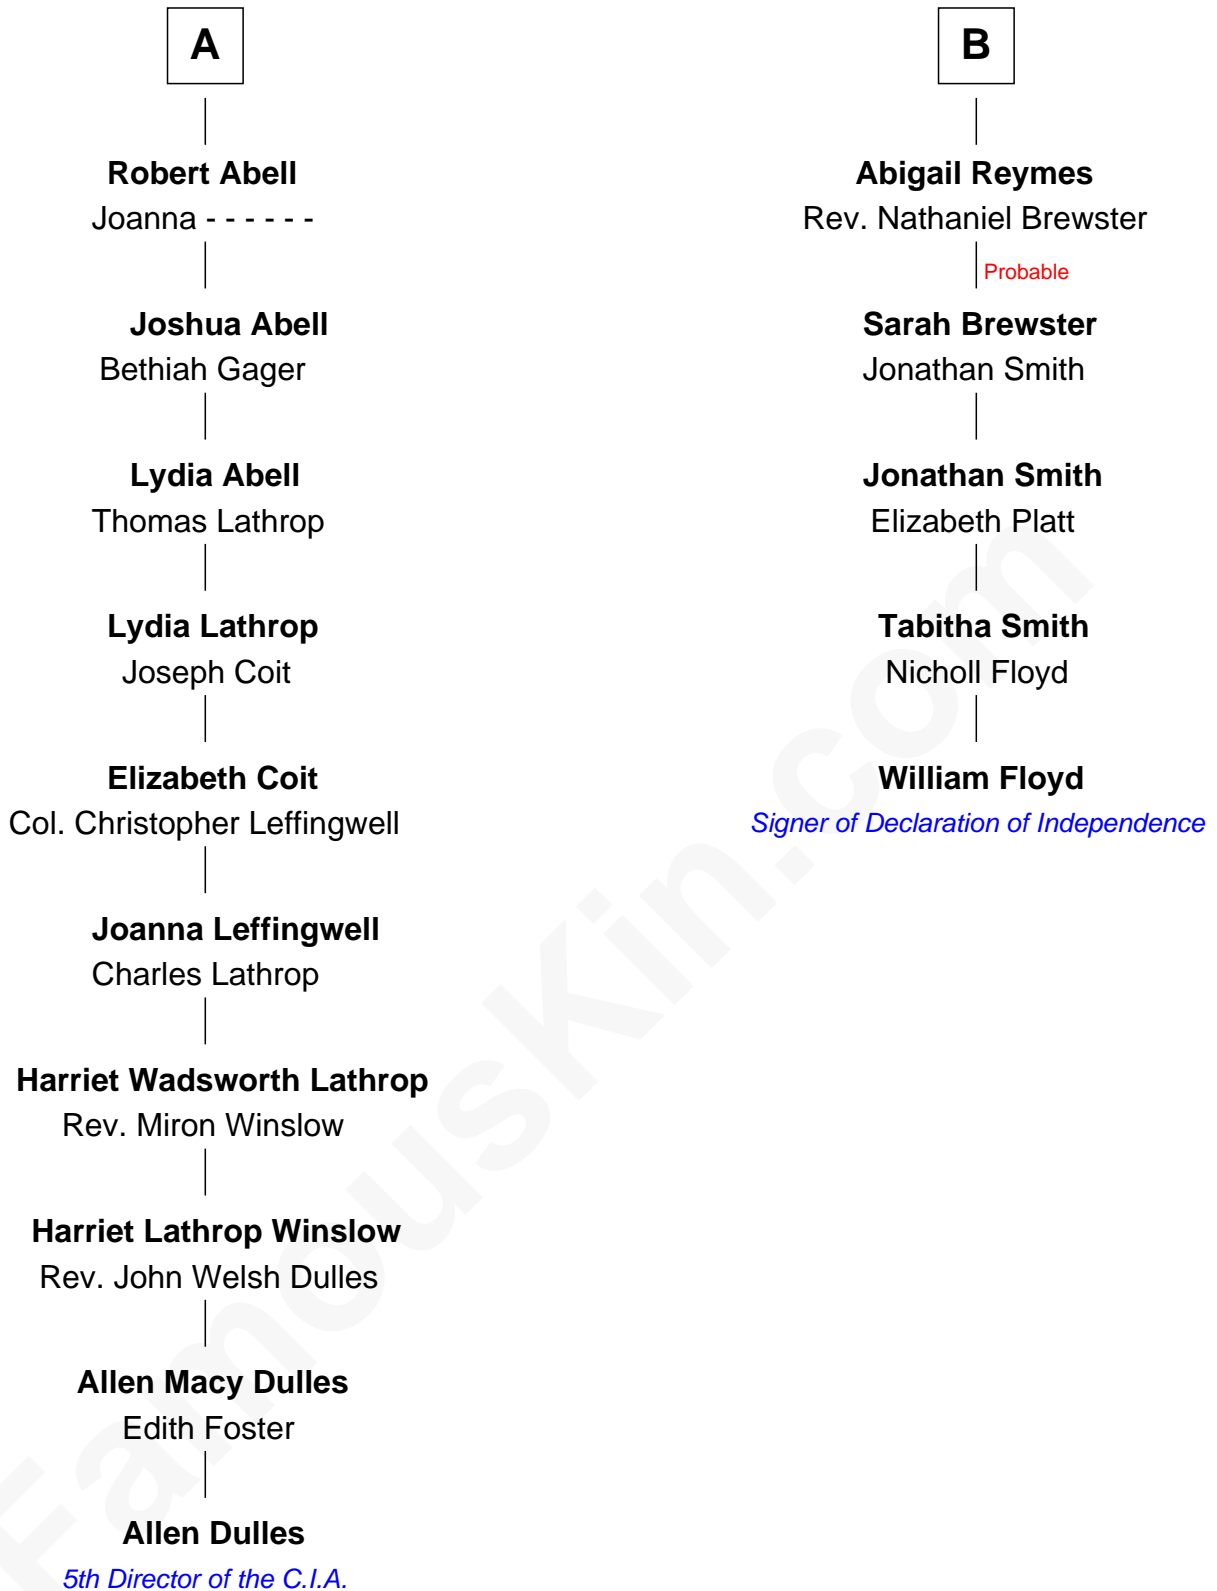 A
Robert Abell
Joanna - - - - - -
Joshua Abell
Bethiah Gager
Lydia Abell
Thomas Lathrop
Lydia Lathrop
Joseph Coit
Elizabeth Coit
Col. Christopher Leffingwell
Joanna Leffingwell
Charles Lathrop
Harriet Wadsworth Lathrop
Rev. Miron Winslow
Harriet Lathrop Winslow
Rev. John Welsh Dulles
Allen Macy Dulles
Edith Foster
Allen Dulles
5th Director of the C.I.A.
B
Abigail Reymes
Rev. Nathaniel Brewster
Probable
Sarah Brewster
Jonathan Smith
Jonathan Smith
Elizabeth Platt
Tabitha Smith
Nicholl Floyd
William Floyd
Signer of Declaration of Independence
FamousKin.com